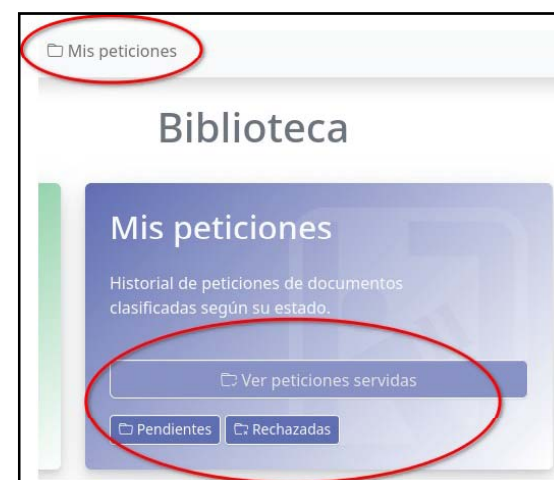 Mis peticiones
Biblioteca
Mis peticiones
Historial de peticiones de documentos
clasificadas según su estado.
Ver peticiones servidas
Pendientes Rechazadas